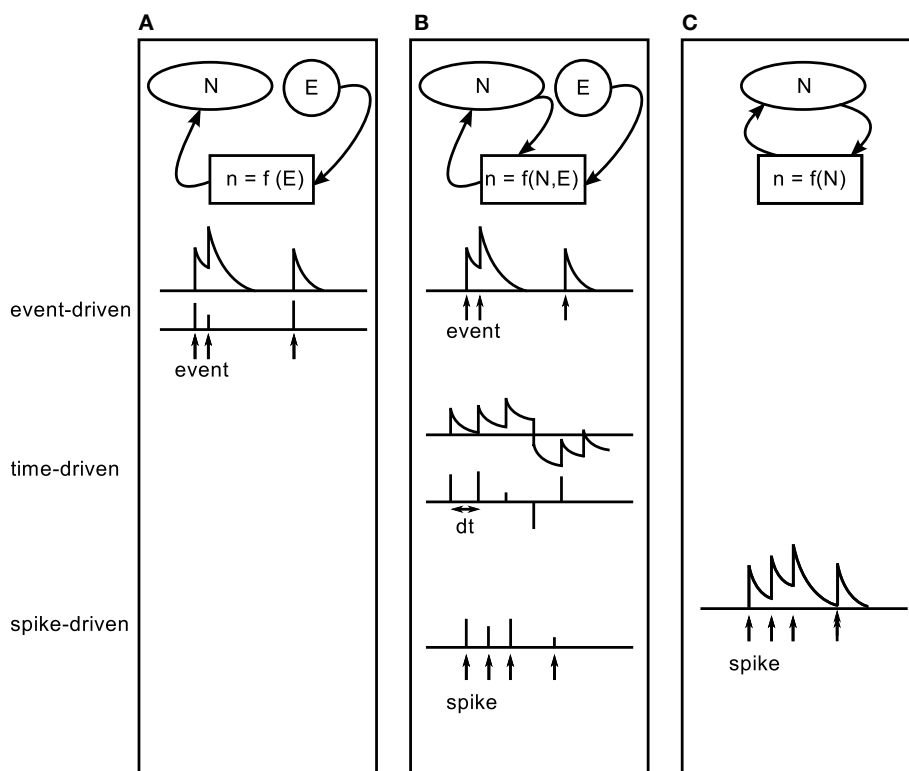 A B C
N E N E N
n = f (E) n = f(N,E) n = f(N)
event-driven
event event
time-driven
dt
spike-driven
spike
spike